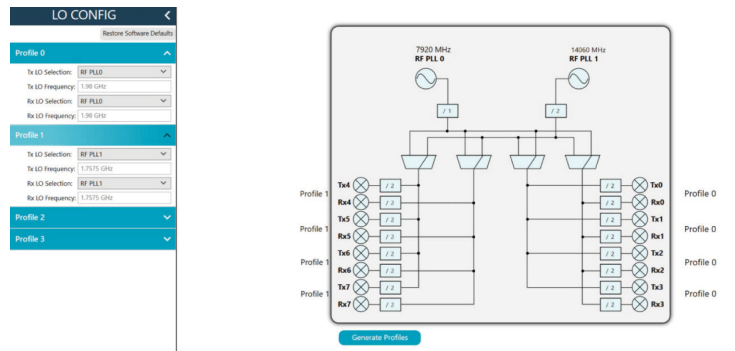 LO CONFIG
Restore Software Defaults
Profile 0
Tx LO Selection: RF PLL0
Tx LO Frequency: 1.98 GHz
Rx LO Selection: RF PLL0
Rx LO Frequency: 1.98 GHz
Profile 1
Tx LO Selection: RF PLL1
Tx LO Frequency: 1.7575 GHz
Rx LO Selection: RF PLL1
Rx LO Frequency: 1.7575 GHz
Profile 2
Profile 3
7920 MHz
RF PLL 0
14060 MHz
RF PLL 1
/ 1
/ 2
Profile 1
Tx4 / 2
Rx4 / 2
Profile 1
Tx5 / 2
Rx5 / 2
Profile 1
Tx6 / 2
Rx6 / 2
Profile 1
Tx7 / 2
Rx7 / 2
/ 2 Tx0
/ 2 Rx0
Profile 0
/ 2 Tx1
/ 2 Rx1
Profile 0
/ 2 Tx2
/ 2 Rx2
Profile 0
/ 2 Tx3
/ 2 Rx3
Profile 0
Generate Profiles